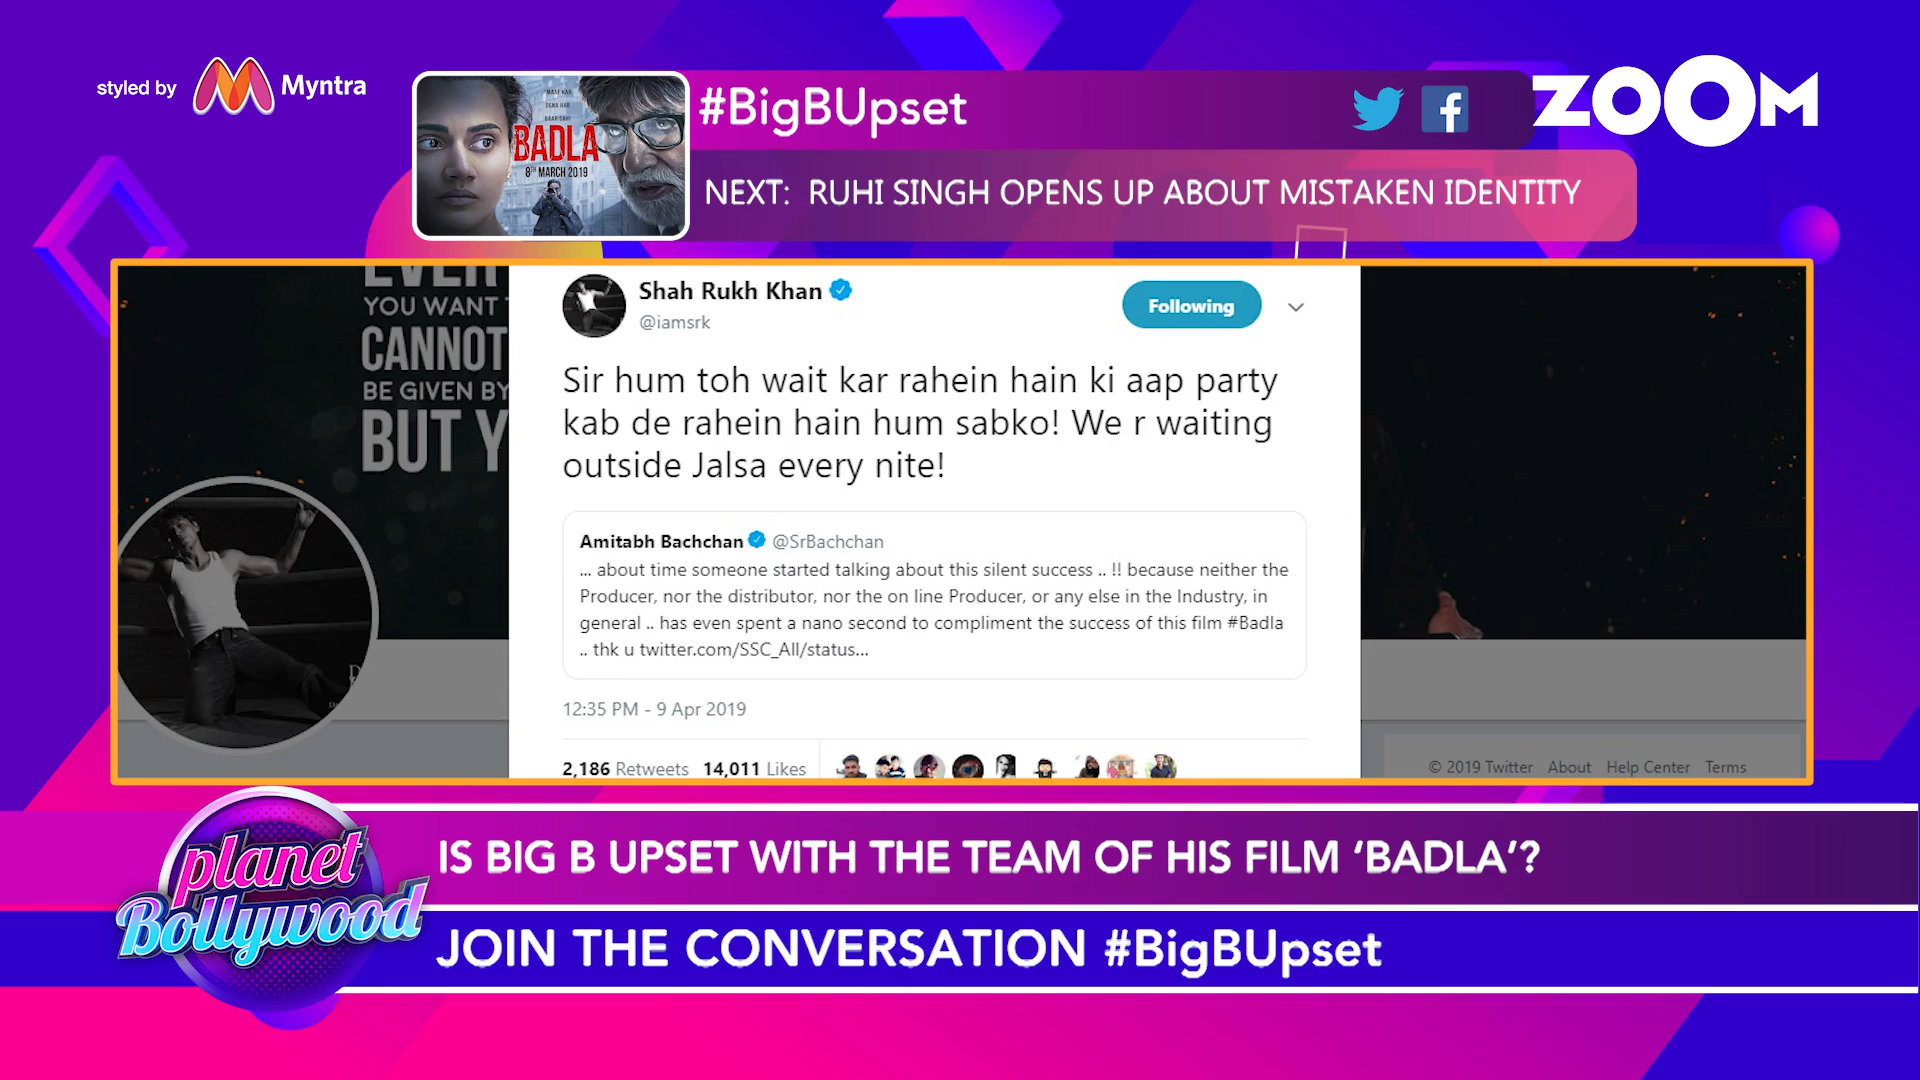 styled by Myntra
MAAF KAR
DENA HAR
BAAR SAHI
BADLA
8TH MARCH 2019
#BigBUpset
ZOOM
NEXT: RUHI SINGH OPENS UP ABOUT MISTAKEN IDENTITY
EVER
YOU WANT
CANNOT
BE GIVEN BY
BUT Y
Shah Rukh Khan
@iamsrk
Following
Sir hum toh wait kar rahein hain ki aap party
kab de rahein hain hum sabko! We r waiting
outside Jalsa every nite!
Amitabh Bachchan @SrBachchan
... about time someone started talking about this silent success .. !! because neither the
Producer, nor the distributor, nor the on line Producer, or any else in the Industry, in
general .. has even spent a nano second to compliment the success of this film #Badla
.. thk u twitter.com/SSC_All/status...
12:35 PM - 9 Apr 2019
2,186 Retweets 14,011 Likes
© 2019 Twitter About Help Center Terms
planet
Bollywood
IS BIG B UPSET WITH THE TEAM OF HIS FILM ‘BADLA’?
JOIN THE CONVERSATION #BigBUpset